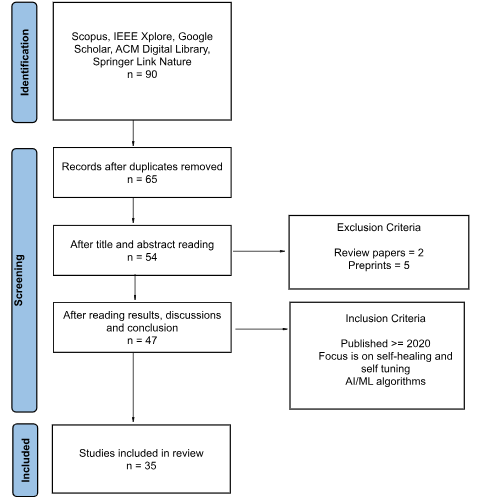 Identification
Scopus, IEEE Xplore, Google
Scholar, ACM Digital Library,
Springer Link Nature
n = 90
Screening
Records after duplicates removed
n = 65
After title and abstract reading
n = 54
Exclusion Criteria
Review papers = 2
Preprints = 5
After reading results, discussions
and conclusion
n = 47
Inclusion Criteria
Published >= 2020
Focus is on self-healing and
self tuning
AI/ML algorithms
Included
Studies included in review
n = 35